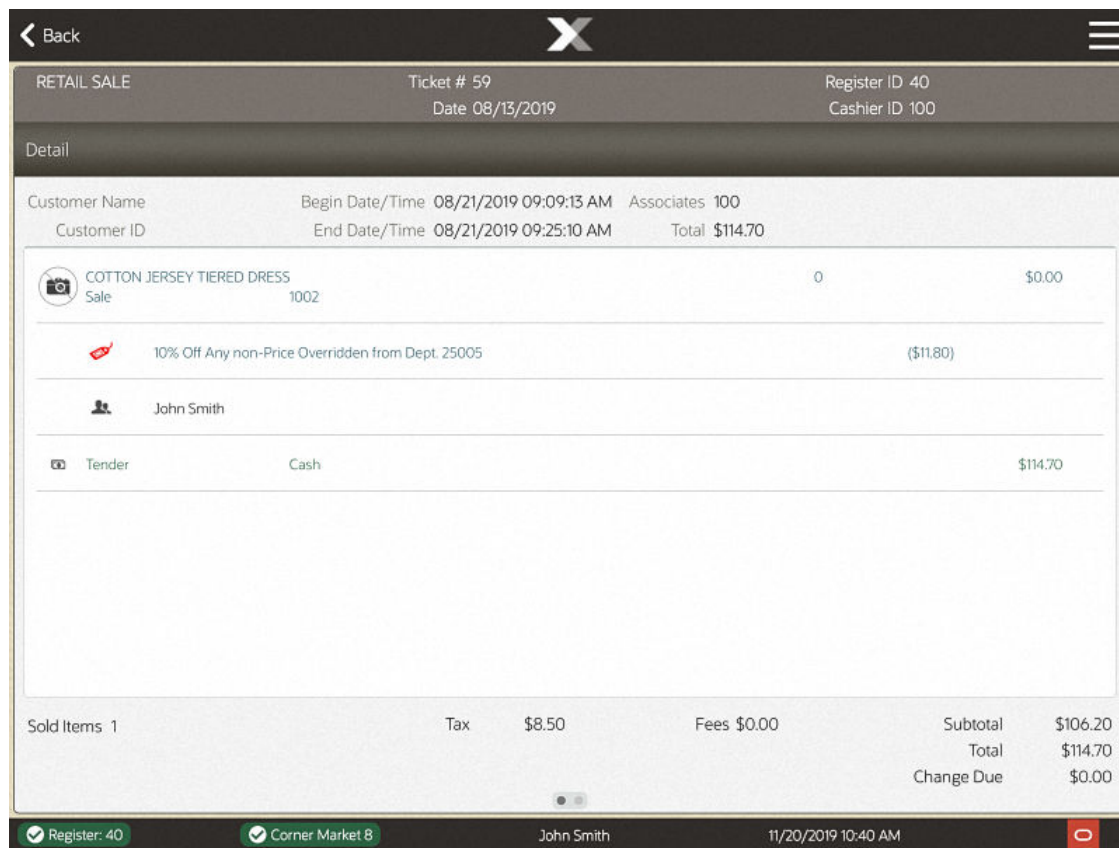 Back
RETAIL SALE Ticket # 59 Register ID 40
Date 08/13/2019 Cashier ID 100
Detail
Customer Name Begin Date/Time 08/21/2019 09:09:13 AM Associates 100
Customer ID End Date/Time 08/21/2019 09:25:10 AM Total $114.70
COTTON JERSEY TIERED DRESS 0 $0.00
Sale 1002
10% Off Any non-Price Overridden from Dept. 25005 ($11.80)
John Smith
Tender Cash $114.70
Sold Items 1 Tax $8.50 Fees $0.00 Subtotal $106.20
Total $114.70
Change Due $0.00
Register: 40 Corner Market 8 John Smith 11/20/2019 10:40 AM